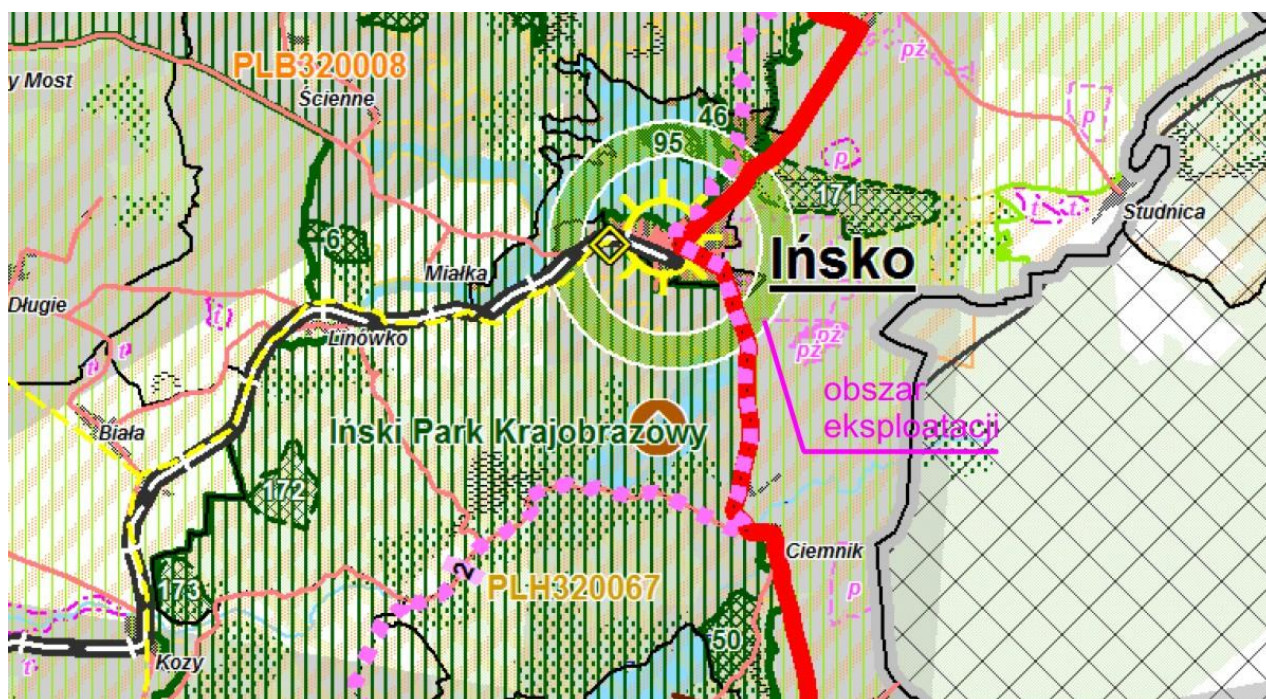 PLB320008
y Most
Ścienne
pż
46
p
95
p
171
t
t.
Studnica
6
Miałka
Ińsko
Długie
t
Linówko
t
pż
pż
t
obszar
eksploatacji
Biała
Iński Park Krajobrazowy
172
Ciemnik
2
PLH320067
173
p
50
Kozy
t